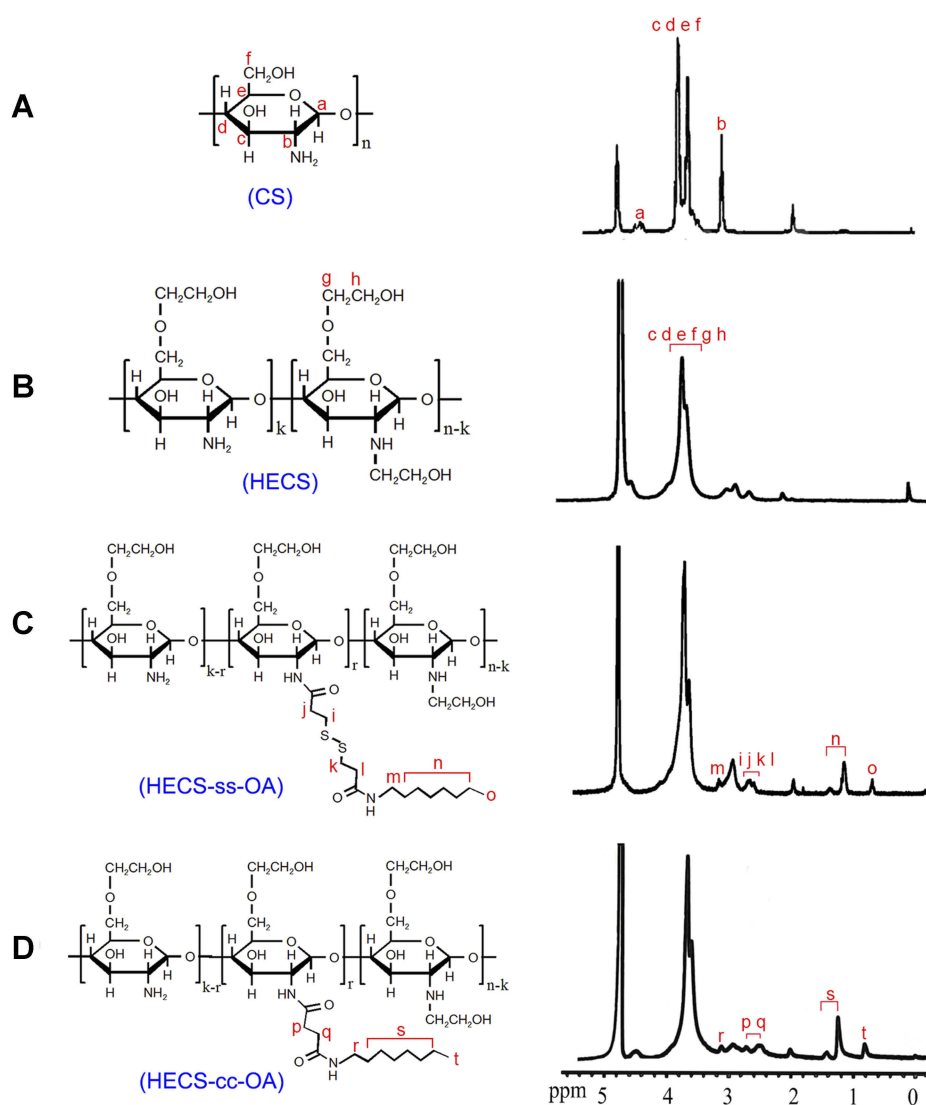 A
f
CH₂OH
e
O
a
H
H
OH
H
O
d
c
b
H
H
NH₂
n
(CS)
c d e f
a
b
B
CH₂CH₂OH
O
CH₂
O
H
H
OH
H
O
H
NH₂
k
g h
CH₂CH₂OH
O
CH₂
O
H
H
OH
H
O
H
NH
CH₂CH₂OH
n-k
(HECS)
c d e f g h
C
CH₂CH₂OH
O
CH₂
O
H
H
OH
H
O
H
NH₂
k-r
CH₂CH₂OH
O
CH₂
O
H
H
OH
H
O
H
HN
r
CH₂CH₂OH
O
CH₂
O
H
H
OH
H
O
H
NH
CH₂CH₂OH
n-k
O
j i
S
S
k l
O
N
H
m n o
(HECS-ss-OA)
m
i j k l
n
o
D
CH₂CH₂OH
O
CH₂
O
H
H
OH
H
O
H
NH₂
k-r
CH₂CH₂OH
O
CH₂
O
H
H
OH
H
O
H
HN
r
CH₂CH₂OH
O
CH₂
O
H
H
OH
H
O
H
NH
CH₂CH₂OH
n-k
O
p q
O
N
H
r s t
(HECS-cc-OA)
r
p q
s
t
ppm 5 4 3 2 1 0